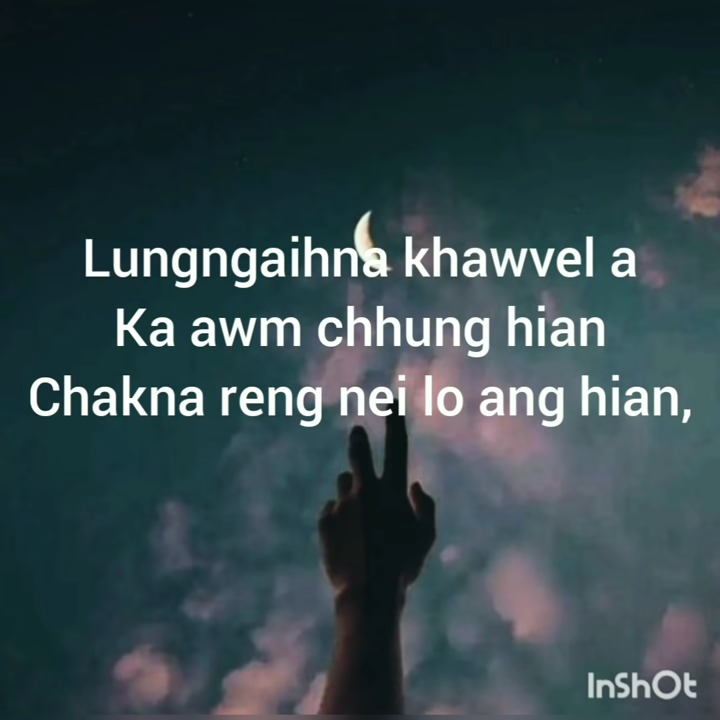 Lungngaihna khawvel a
Ka awm chhung hian
Chakna reng nei lo ang hian,
InShOt